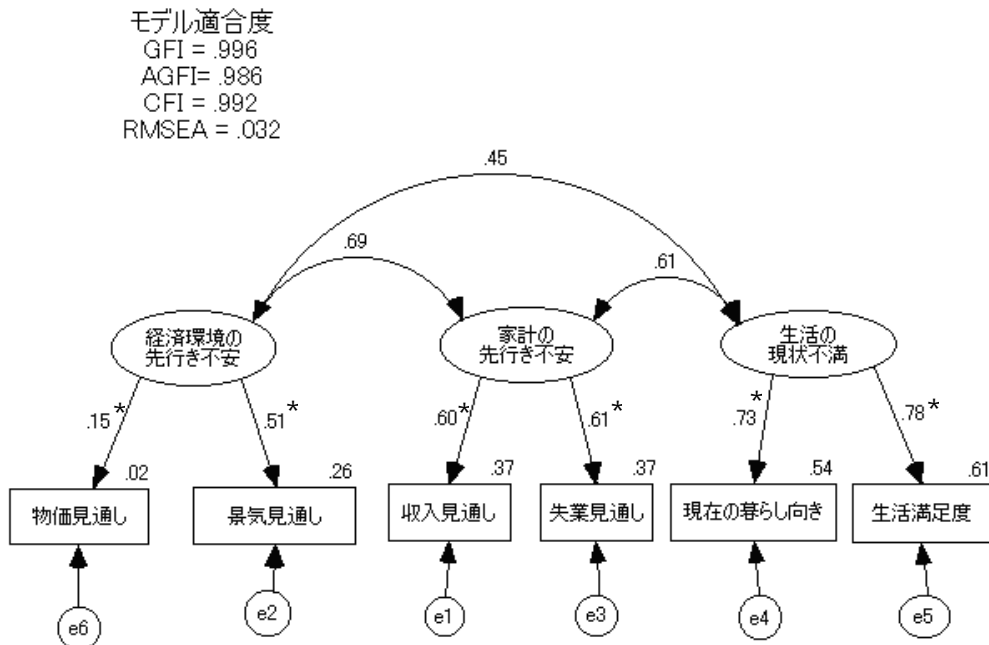 モデル適合度
GFI = .996
AGFI= .986
CFI = .992
RMSEA = .032
.45
.69
.61
経済環境の
先行き不安
家計の
先行き不安
生活の
現状不満
.15*
.51*
.60*
.61*
.73*
.78*
.02
.26
.37
.37
.54
.61
物価見通し
景気見通し
収入見通し
失業見通し
現在の暮らし向き
生活満足度
e6
e2
e1
e3
e4
e5